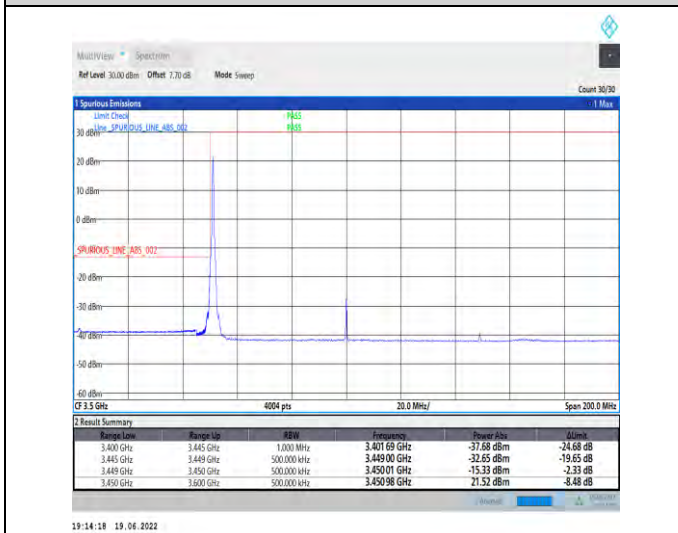 MultiView Spectrum
Ref Level 30.00 dBm Offset 7.70 dB Mode Sweep
Count 30/30
1 Spurious Emissions 1 Max
Limit Check PASS
Line _SPURIOUS_LINE_ABS_002 PASS
30 dBm
20 dBm
10 dBm
0 dBm
_SPURIOUS_LINE_ABS_002
-20 dBm
-30 dBm
-40 dBm
-50 dBm
-60 dBm
CF 3.5 GHz 4004 pts 20.0 MHz/ Span 200.0 MHz
2 Result Summary
Range Low Range Up RBW Frequency Power Abs ΔLimit
3.400 GHz 3.445 GHz 1.000 MHz 3.401 69 GHz -37.68 dBm -24.68 dB
3.445 GHz 3.449 GHz 500.000 kHz 3.449 00 GHz -32.65 dBm -19.65 dB
3.449 GHz 3.450 GHz 500.000 kHz 3.450 01 GHz -15.33 dBm -2.33 dB
3.450 GHz 3.600 GHz 500.000 kHz 3.450 98 GHz 21.52 dBm -8.48 dB
19:14:18 19.06.2022